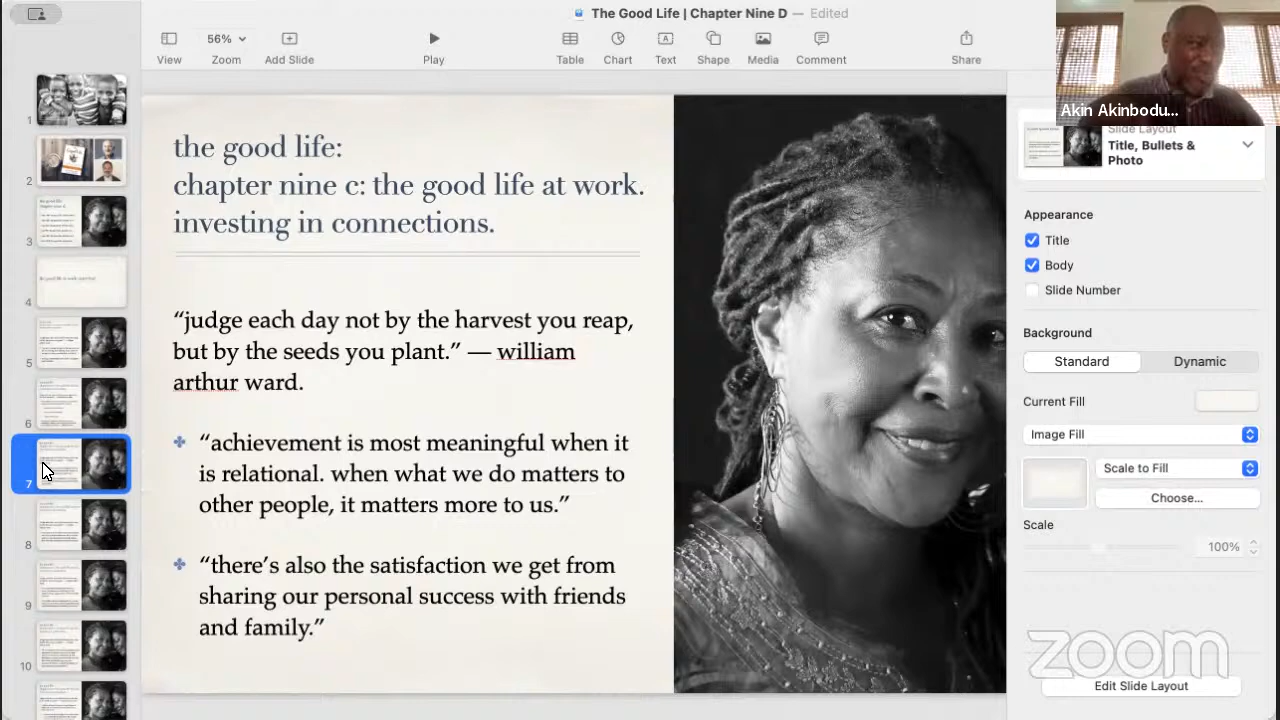 The Good Life | Chapter Nine D — Edited
56%
View
Zoom
Add Slide
Play
Table
Chart
Text
Shape
Media
Comment
Share
Akin Akinbodu...
1
2
3
4
5
6
7
8
9
10
the good life:
chapter nine c: the good life at work.
investing in connections.
“judge each day not by the harvest you reap,
but by the seeds you plant.” — william
arthur ward.
“achievement is most meaningful when it
is relational. when what we do matters to
other people, it matters more to us.”
“there’s also the satisfaction we get from
sharing our personal success with friends
and family.”
Slide Layout
Title, Bullets &
Photo
Appearance
Title
Body
Slide Number
Background
Standard
Dynamic
Current Fill
Image Fill
Scale to Fill
Choose...
Scale
100%
zoom
Edit Slide Layout